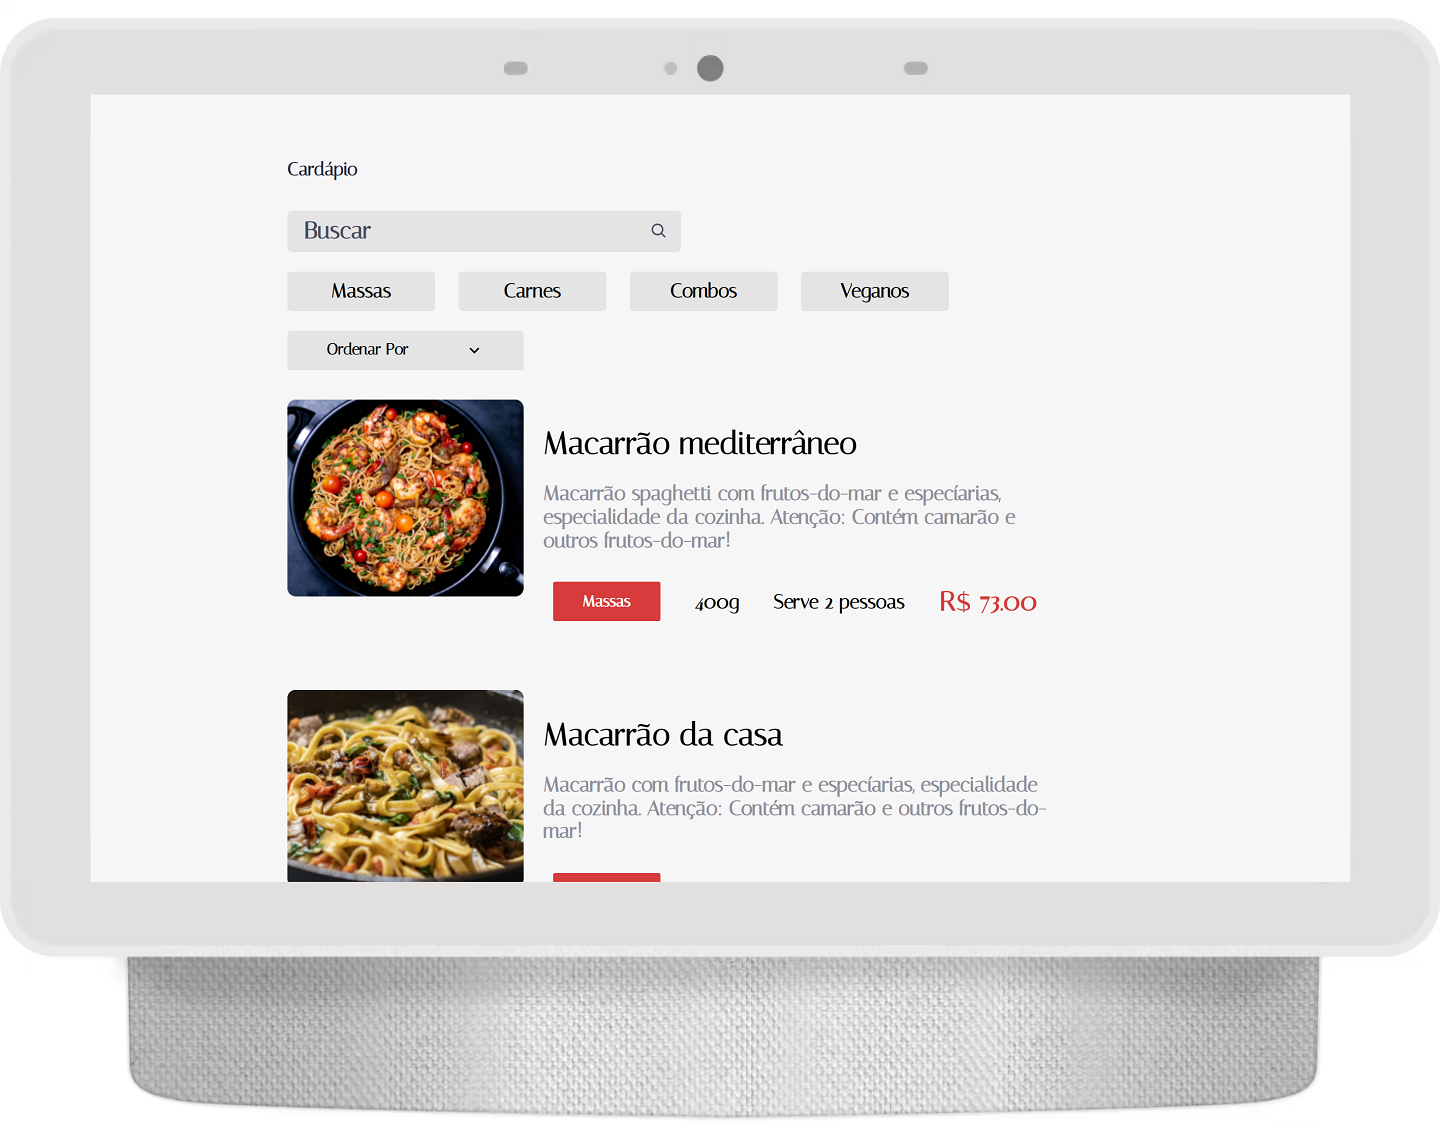 Cardápio
Buscar
Massas Carnes Combos Veganos
Ordenar Por
Macarrão mediterrâneo
Macarrão spaghetti com frutos-do-mar e especíarias,
especialidade da cozinha. Atenção: Contém camarão e
outros frutos-do-mar!
Massas 400g Serve 2 pessoas R$ 73.00
Macarrão da casa
Macarrão com frutos-do-mar e especíarias, especialidade
da cozinha. Atenção: Contém camarão e outros frutos-do-
mar!